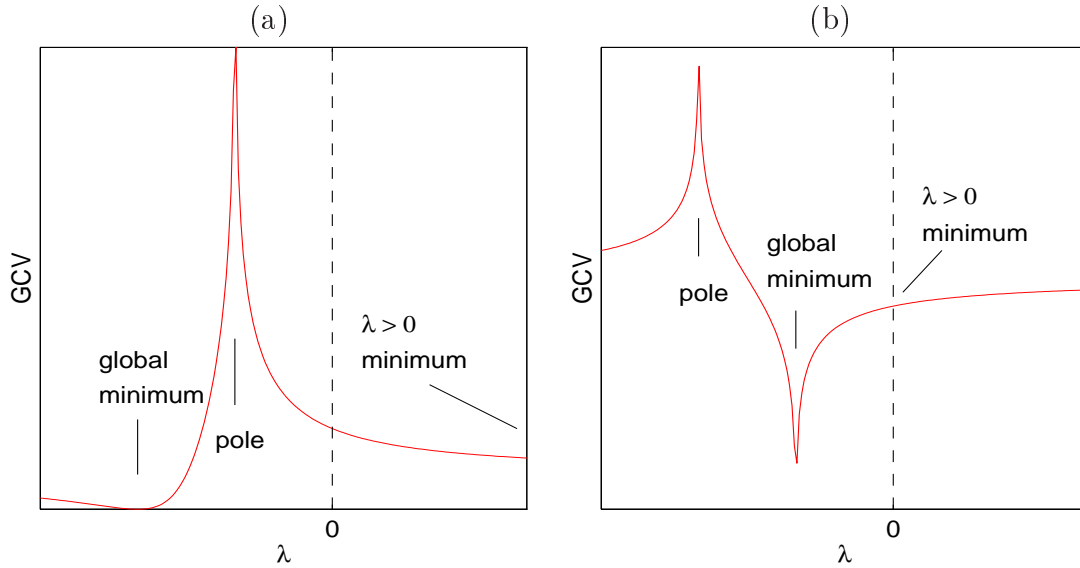 (a)
GCV
λ > 0
minimum
global
minimum
pole
0
λ
(b)
GCV
λ > 0
minimum
global
minimum
pole
0
λ